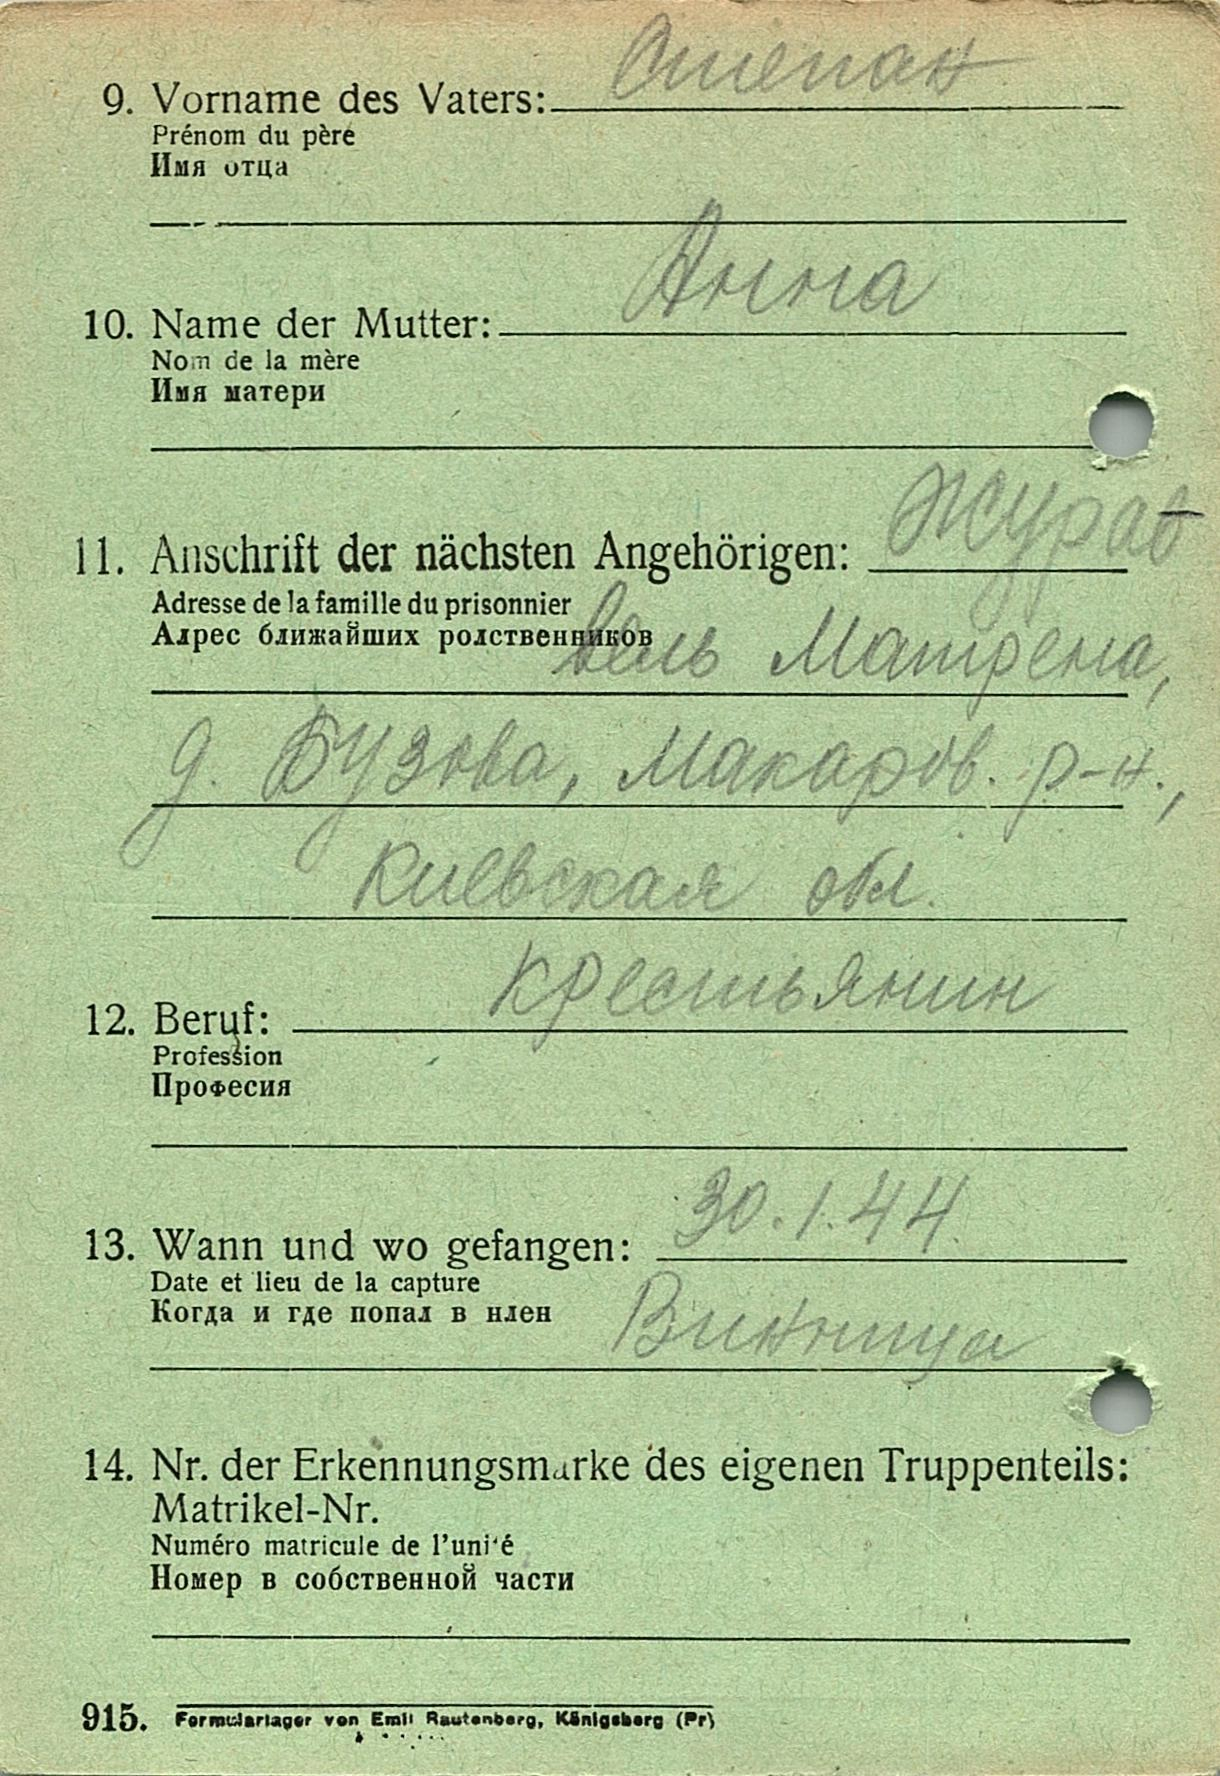 Степан
9. Vorname des Vaters:
Prénom du père
Имя отца
Анна
10. Name der Mutter:
Nom de la mère
Имя матери
Журав-
11. Anschrift der nächsten Angehörigen:
Adresse de la famille du prisonnier
Адрес ближайших родственников
вель Матрена,
д. Бузова, Макаров. р-н.,
Киевская обл.
Крестьянин
12. Beruf:
Profession
Професия
30.1.44.
13. Wann und wo gefangen:
Date et lieu de la capture
Когда и где попал в нлен
Винница
14. Nr. der Erkennungsmarke des eigenen Truppenteils:
Matrikel-Nr.
Numéro matricule de l'unité
Номер в собственной части
915. Formularlager von Emil Rautenberg, Königsberg (Pr)